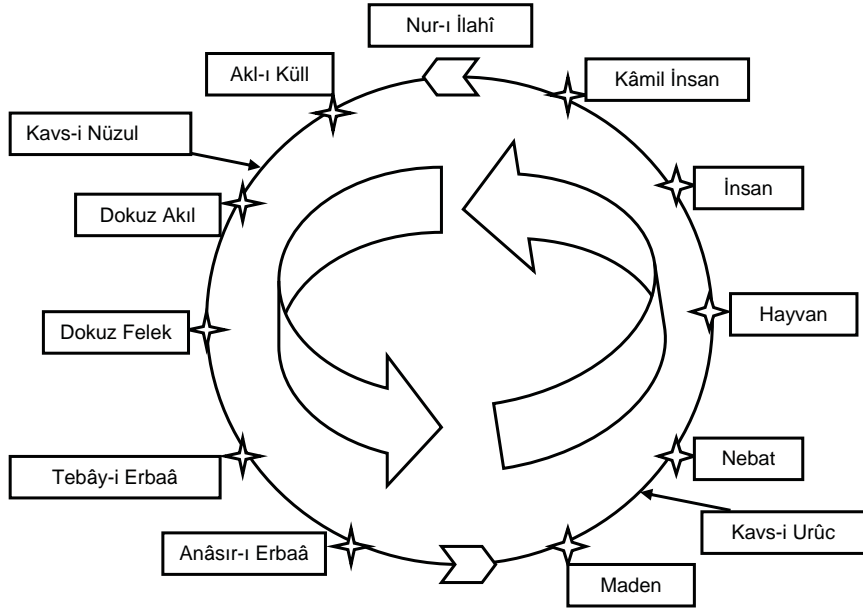 Nur-ı İlahî
Akl-ı Küll
Kâmil İnsan
Kavs-i Nüzul
İnsan
Dokuz Akıl
Hayvan
Dokuz Felek
Nebat
Tebây-i Erbaâ
Kavs-i Urûc
Anâsır-ı Erbaâ
Maden